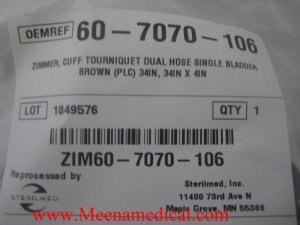 OEMREF 60-7070-106
ZIMMER, CUFF TOURNIQUET DUAL HOSE SINGLE BLADDER,
BROWN (PLC) 34IN, 34IN X 4IN
LOT 1849576 QTY 1
ZIM60-7070-106
Reprocessed by Sterilmed, Inc.
STERILMED 11400 73rd Ave N
Maple Grove, MN 55369
www.Meenamedical.com